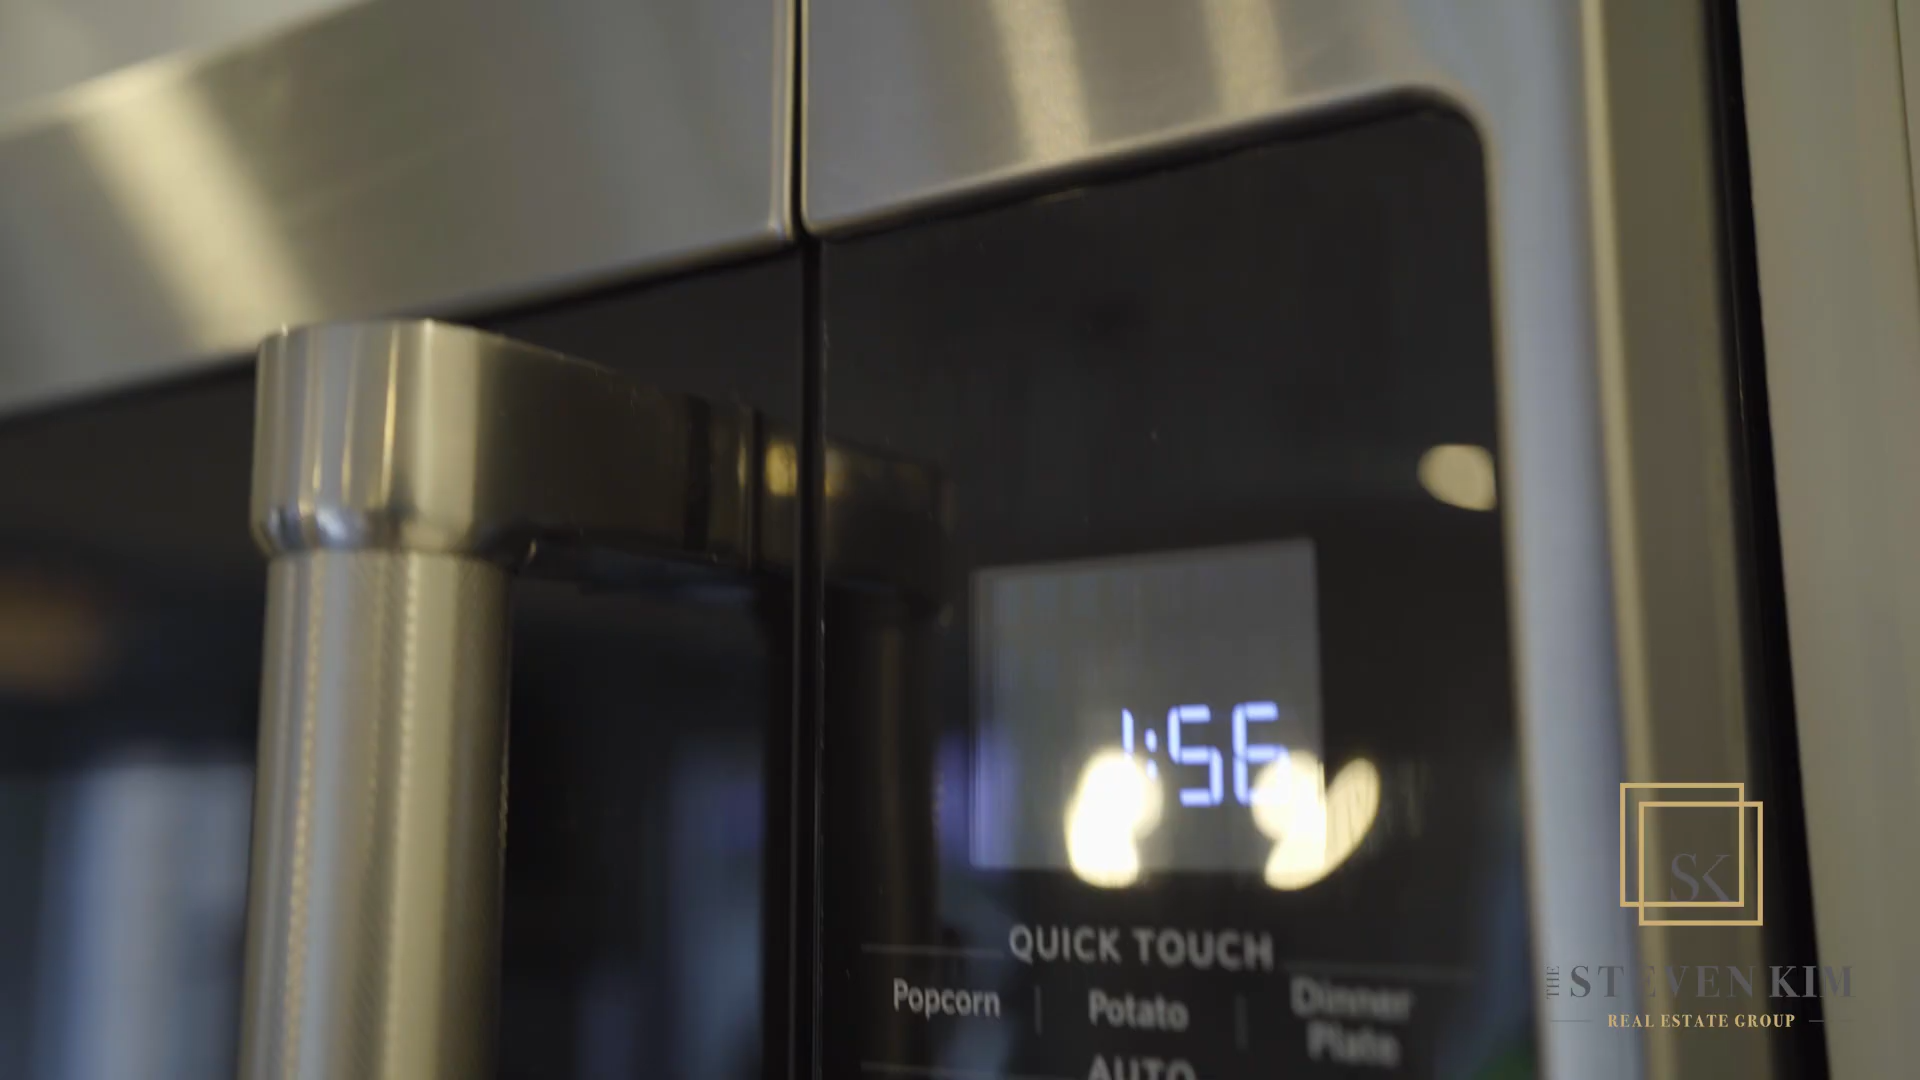 1:56
QUICK TOUCH
Popcorn
Potato
Dinner
Plate
AUTO
SK
THE STEVEN KIM
REAL ESTATE GROUP